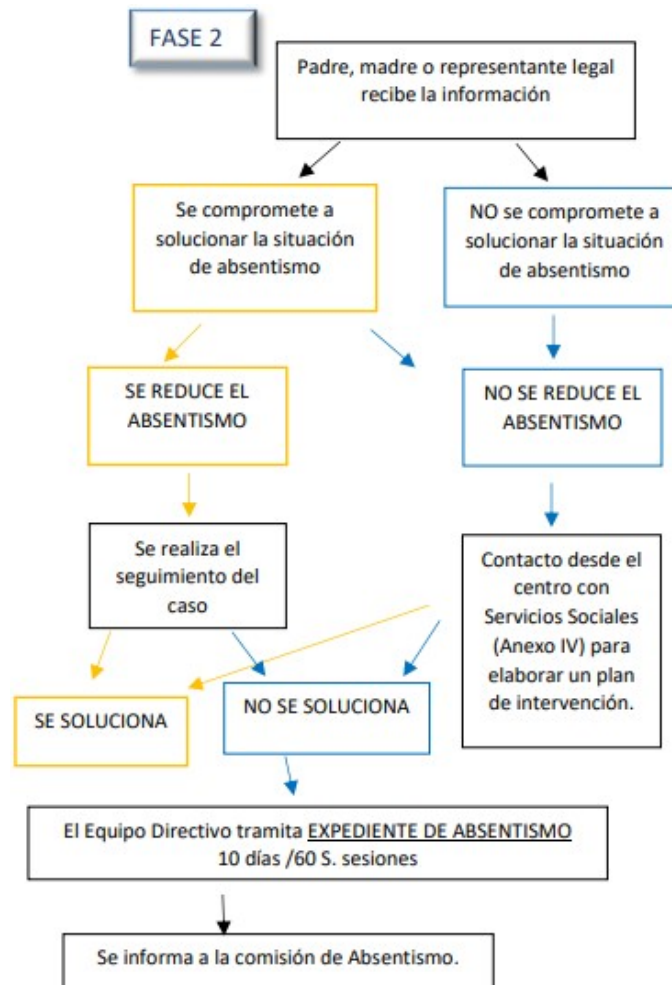 FASE 2
Padre, madre o representante legal
recibe la información
Se compromete a
solucionar la situación
de absentismo
NO se compromete a
solucionar la situación
de absentismo
SE REDUCE EL
ABSENTISMO
NO SE REDUCE EL
ABSENTISMO
Se realiza el
seguimiento del
caso
Contacto desde el
centro con
Servicios Sociales
(Anexo IV) para
elaborar un plan
de intervención.
SE SOLUCIONA
NO SE SOLUCIONA
El Equipo Directivo tramita EXPEDIENTE DE ABSENTISMO
10 días /60 S. sesiones
Se informa a la comisión de Absentismo.